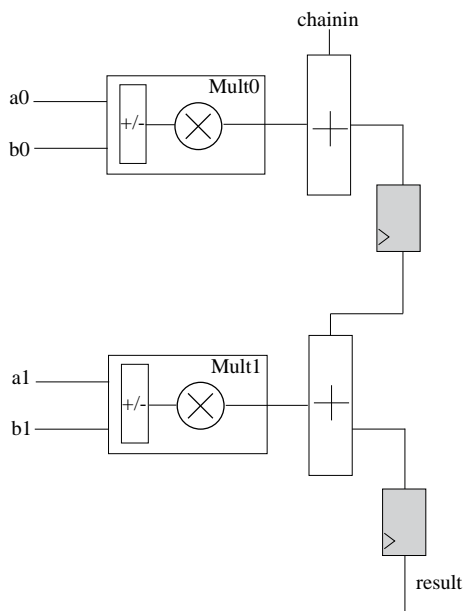 chainin
Mult0
a0
+/-
b0
Mult1
a1
+/-
b1
result